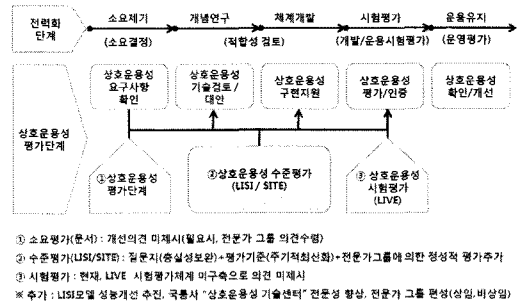 전력화
단계
소요제기
(소요결정)
개념연구
(적합성 검토)
체계개발
시험평가
(개발/운용시험평가)
운용유지
(운영평가)
상호운용성
평가단계
상호운용성
요구사항
확인
상호운용성
기술검토/
대안
상호운용성
구현지원
상호운용성
평가/인증
상호운용성
확인/개선
①상호운용성
평가단계
②상호운용성 수준평가
(LISI / SITE)
③ 상호운용성
시험평가
(LIVE)
① 소요평가(문서) : 개선의견 미제시(필요시, 전문가 그룹 의견수렴)
② 수준평가(LISI/SITE) : 질문지(충실성보완)+평가기준(주기적최신화)+전문가그룹에 의한 정성적 평가추가
③ 시험평가 : 현재, LIVE 시험평가체계 미구축으로 의견 미제시
※ 추가 : LISI모델 성능개선 추진, 국통사 "상호운용성 기술센터" 전문성 향상, 전문가 그룹 편성(상임,비상임)